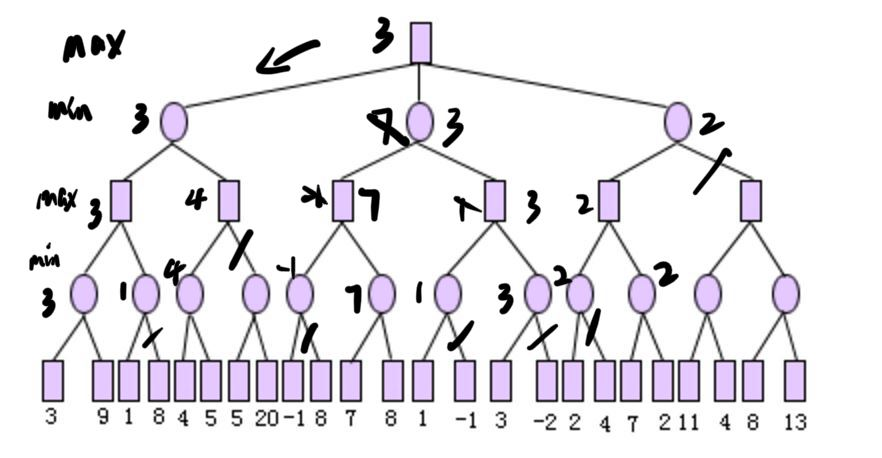 max 3
min 3 7 3 2
max 3 4 7 3 2
min 3 1 4 -1 7 1 3 2 2
3 9 1 8 4 5 5 20 -1 8 7 8 1 -1 3 -2 2 4 7 2 11 4 8 13